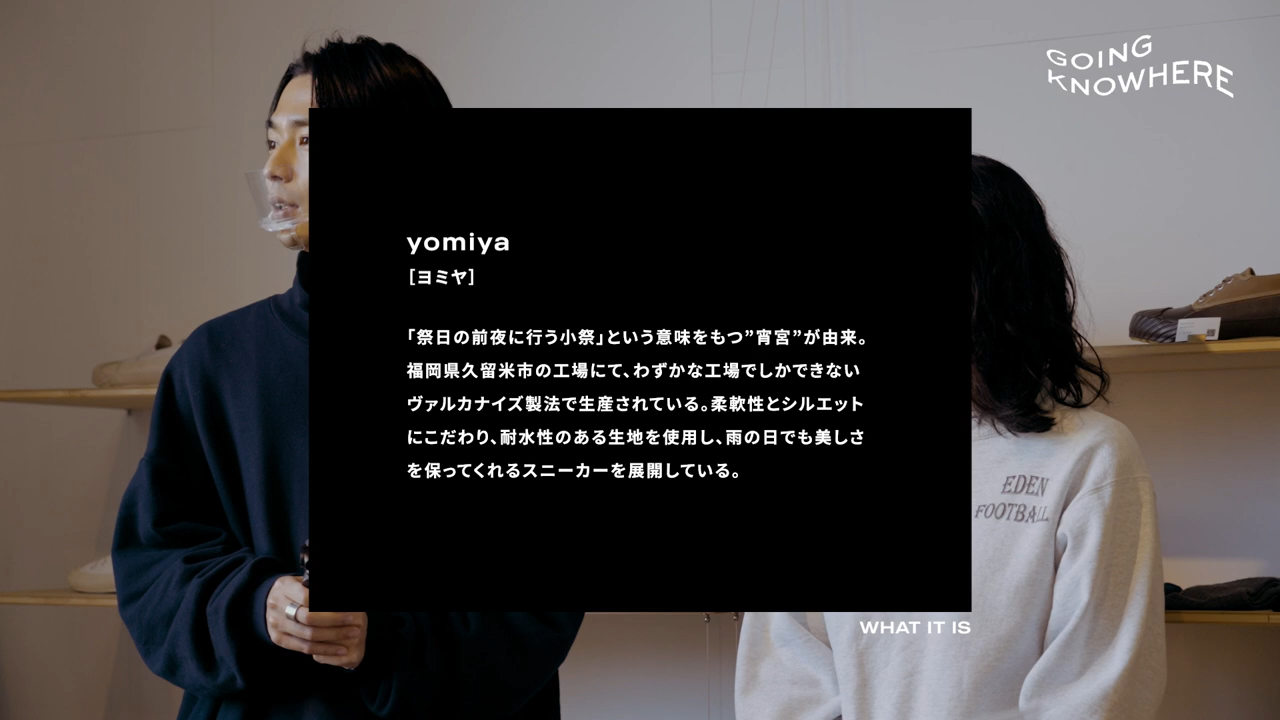 GOING
KNOWHERE
yomiya
[ヨミヤ]
「祭日の前夜に行う小祭」という意味をもつ”宵宮”が由来。
福岡県久留米市の工場にて、わずかな工場でしかできない
ヴァルカナイズ製法で生産されている。柔軟性とシルエット
にこだわり、耐水性のある生地を使用し、雨の日でも美しさ
を保ってくれるスニーカーを展開している。
EDEN
FOOTBALL
WHAT IT IS